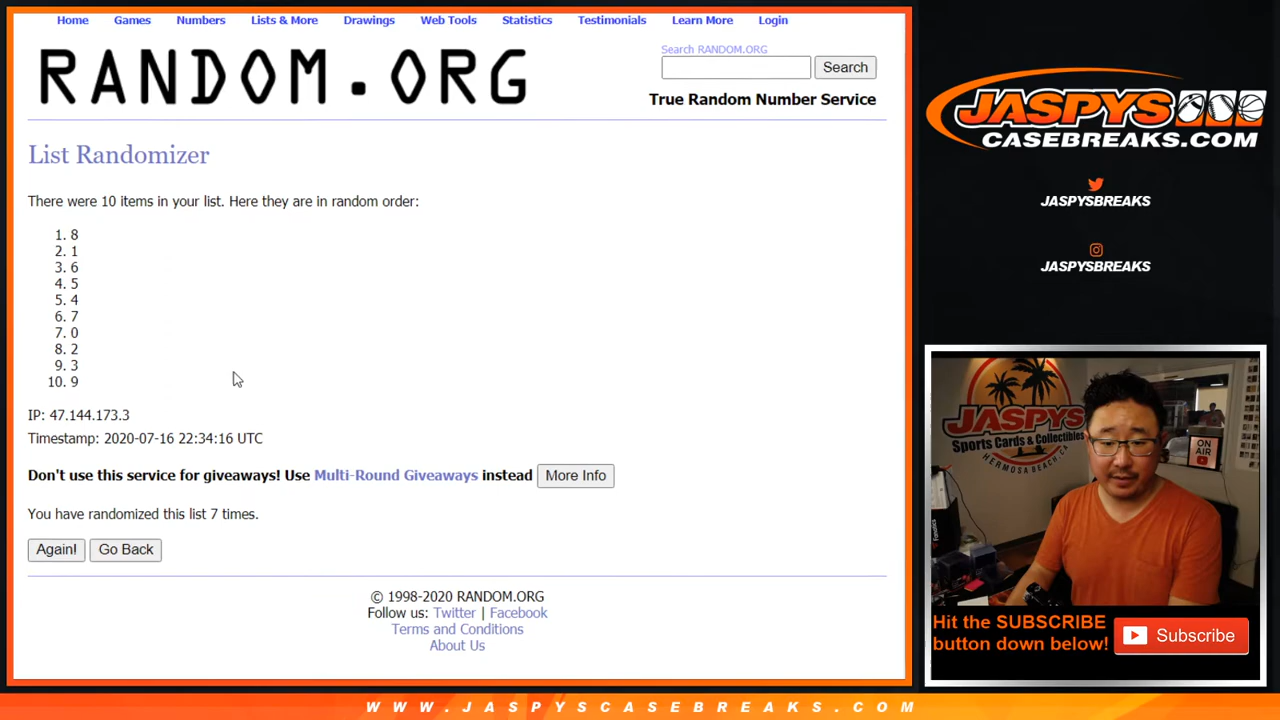 Home Games Numbers Lists & More Drawings Web Tools Statistics Testimonials Learn More Login
RANDOM.ORG
Search RANDOM.ORG
Search
True Random Number Service
List Randomizer
There were 10 items in your list. Here they are in random order:
1. 8
2. 1
3. 6
4. 5
5. 4
6. 7
7. 0
8. 2
9. 3
10. 9
IP: 47.144.173.3
Timestamp: 2020-07-16 22:34:16 UTC
Don't use this service for giveaways! Use Multi-Round Giveaways instead More Info
You have randomized this list 7 times.
Again! Go Back
© 1998-2020 RANDOM.ORG
Follow us: Twitter | Facebook
Terms and Conditions
About Us
JASPYS
CASEBREAKS.COM
JASPYSBREAKS
JASPYSBREAKS
JASPYS
Sports Cards & Collectibles
HERMOSA BEACH, CA
ON AIR
Fanatics
Hit the SUBSCRIBE
button down below!
Subscribe
WWW.JASPYSCASEBREAKS.COM